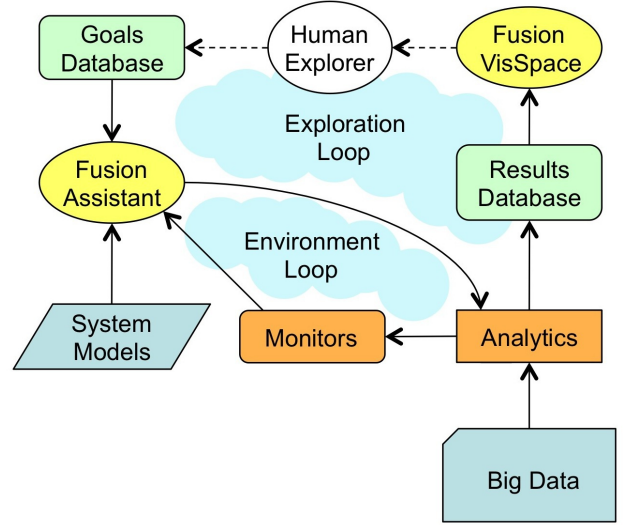 Goals
Database
Human
Explorer
Fusion
VisSpace
Exploration
Loop
Fusion
Assistant
Results
Database
Environment
Loop
System
Models
Monitors
Analytics
Big Data